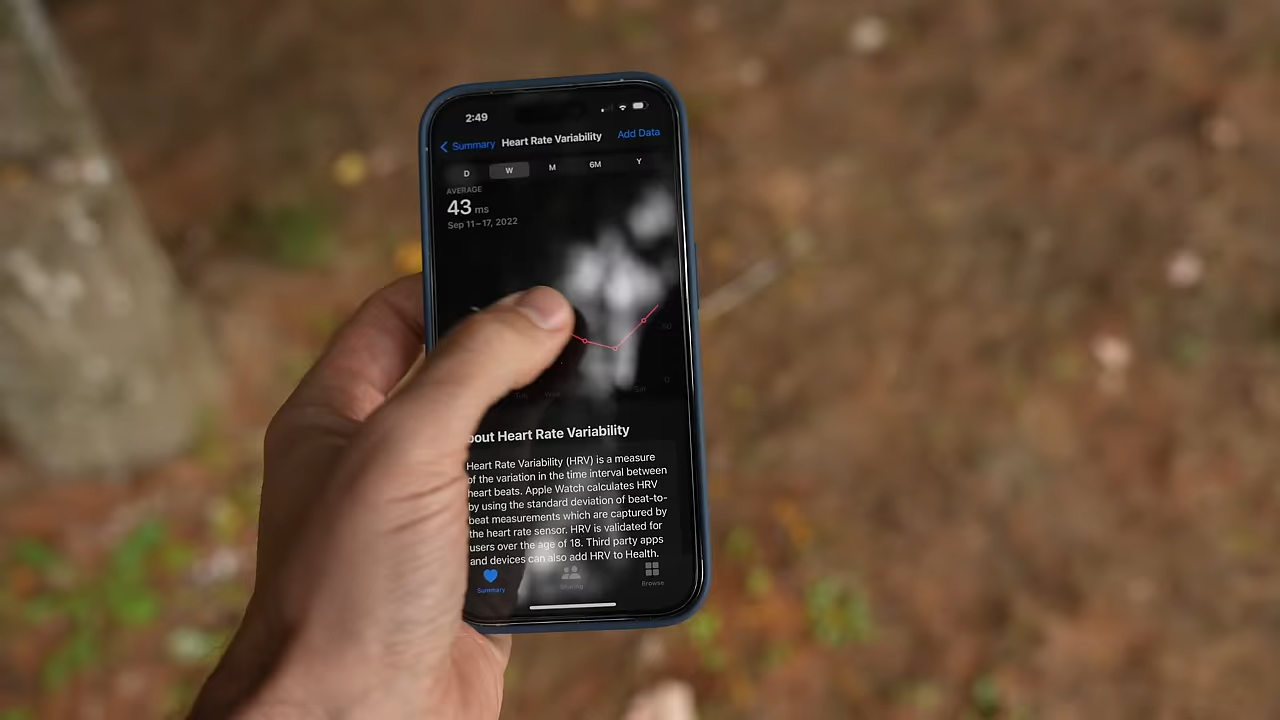 2:49
Summary Heart Rate Variability Add Data
D W M 6M Y
AVERAGE
43 ms
Sep 11–17, 2022
0
bout Heart Rate Variability
Heart Rate Variability (HRV) is a measure
of the variation in the time interval between
heart beats. Apple Watch calculates HRV
by using the standard deviation of beat-to-
beat measurements which are captured by
the heart rate sensor. HRV is validated for
users over the age of 18. Third party apps
and devices can also add HRV to Health.
Summary Sharing Browse